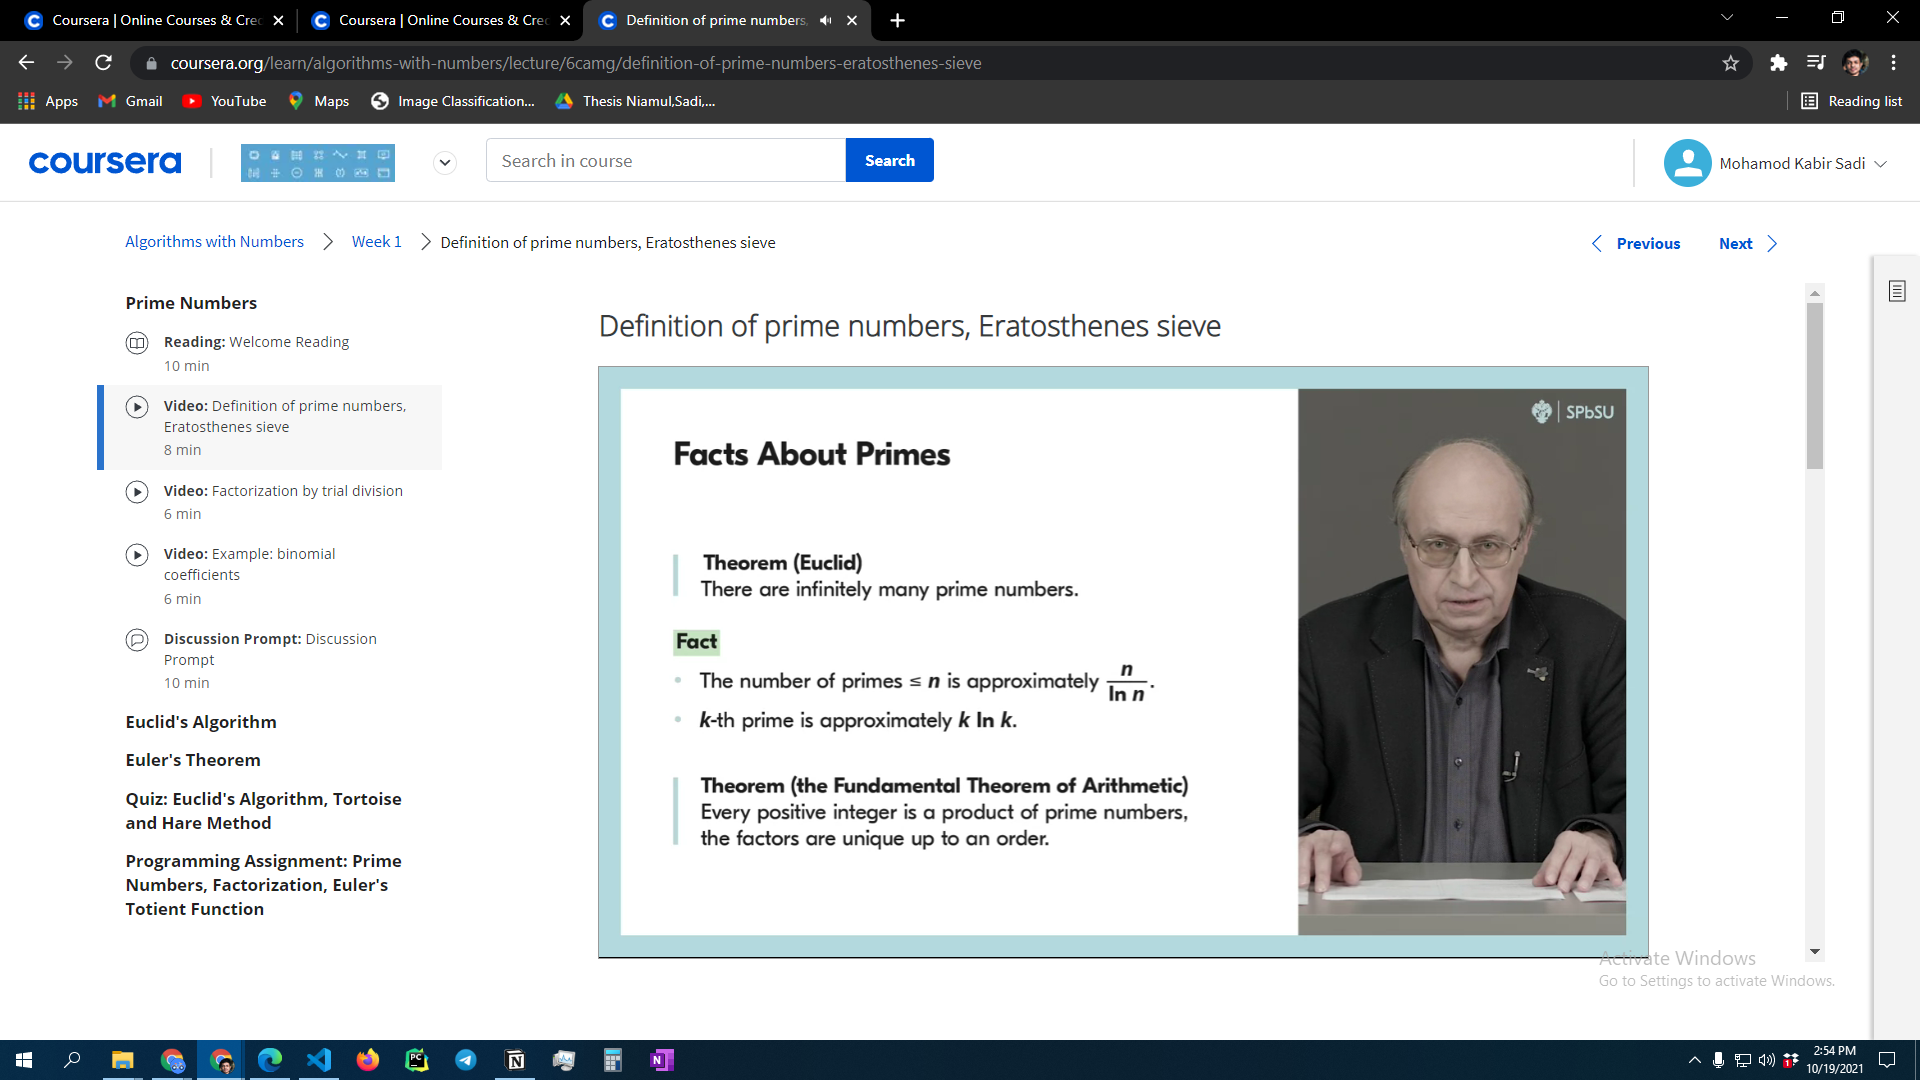 Coursera | Online Courses & Cre
Coursera | Online Courses & Cre
Definition of prime numbers,
coursera.org/learn/algorithms-with-numbers/lecture/6camg/definition-of-prime-numbers-eratosthenes-sieve
Apps
Gmail
YouTube
Maps
Image Classification...
Thesis Niamul,Sadi,...
Reading list
coursera
Search in course
Search
Mohamod Kabir Sadi
Algorithms with Numbers
Week 1
Definition of prime numbers, Eratosthenes sieve
Previous
Next
Prime Numbers
Reading: Welcome Reading
10 min
Video: Definition of prime numbers,
Eratosthenes sieve
8 min
Video: Factorization by trial division
6 min
Video: Example: binomial
coefficients
6 min
Discussion Prompt: Discussion
Prompt
10 min
Euclid's Algorithm
Euler's Theorem
Quiz: Euclid's Algorithm, Tortoise
and Hare Method
Programming Assignment: Prime
Numbers, Factorization, Euler's
Totient Function
Definition of prime numbers, Eratosthenes sieve
SPbSU
Facts About Primes
Theorem (Euclid)
There are infinitely many prime numbers.
Fact
• The number of primes ≤ n is approximately n / ln n.
• k-th prime is approximately k ln k.
Theorem (the Fundamental Theorem of Arithmetic)
Every positive integer is a product of prime numbers,
the factors are unique up to an order.
Activate Windows
Go to Settings to activate Windows.
2:54 PM
10/19/2021